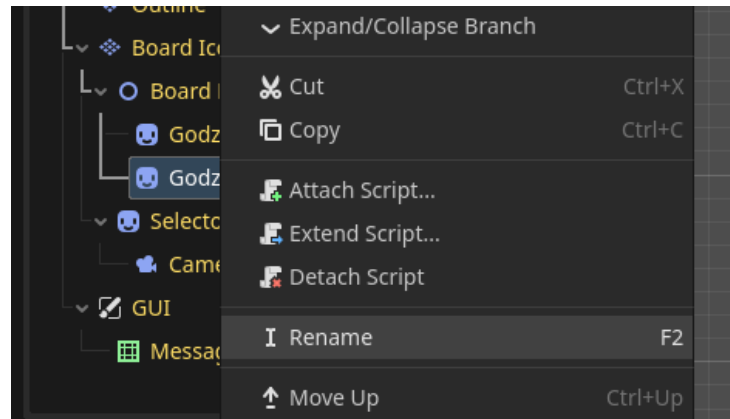 Outline
Expand/Collapse Branch
Board Ico
Cut Ctrl+X
Board
Copy Ctrl+C
Godz
Godz
Attach Script...
Selecto
Extend Script...
Came
Detach Script
GUI
Rename F2
Messag
Move Up Ctrl+Up